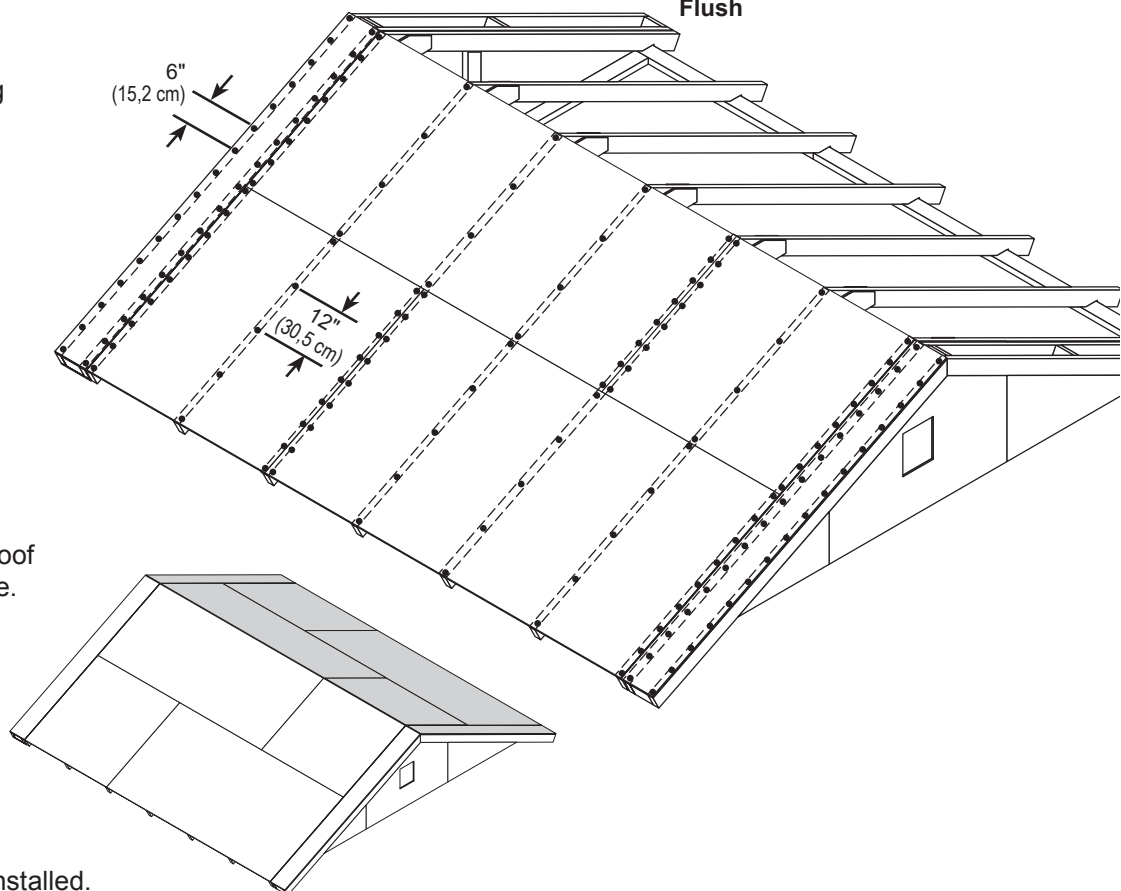 Flush
6"
(15,2 cm)
g
12"
(30,5 cm)
oof
e.
nstalled.